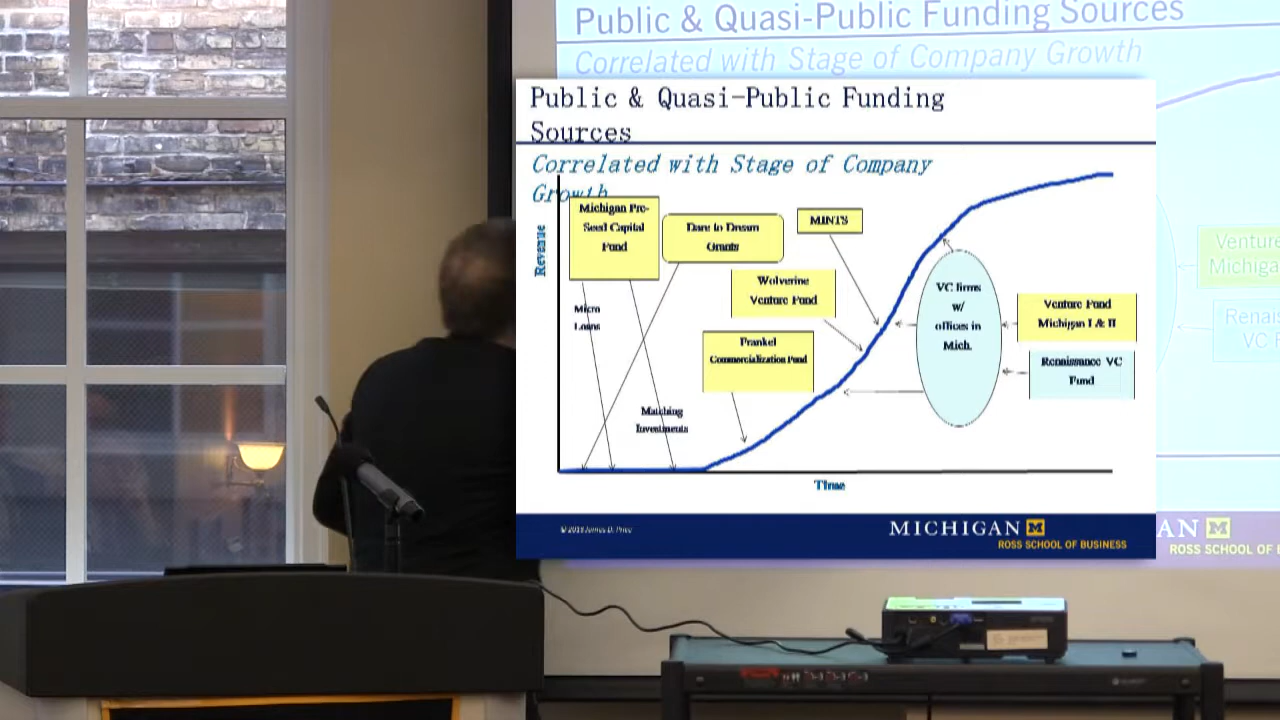 Public & Quasi-Public Funding Sources
Correlated with Stage of Company Growth
Public & Quasi-Public Funding
Sources
Correlated with Stage of Company
Growth
Revenue
Michigan Pre-
Seed Capital
Fund
Dare to Dream
Grants
MINTS
Wolverine
Venture Fund
Micro
Loans
Frankel
Commercialization Fund
Matching
Investments
VC firms
w/
offices in
Mich.
Venture Fund
Michigan I & II
Renaissance VC
Fund
Time
© 2013 James D. Price
MICHIGAN M
ROSS SCHOOL OF BUSINESS
Venture
Michiga
Renais
VC F
AN M
ROSS SCHOOL OF B